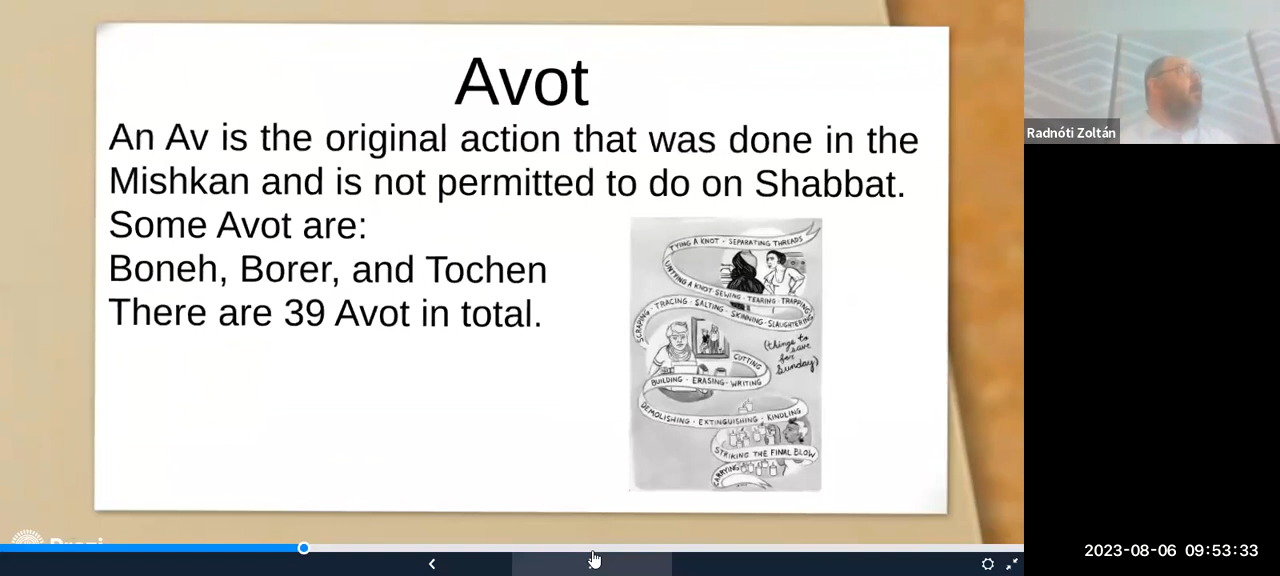 Avot
An Av is the original action that was done in the
Mishkan and is not permitted to do on Shabbat.
Some Avot are:
Boneh, Borer, and Tochen
There are 39 Avot in total.
TYING A KNOT · SEPARATING THREADS
UNTYING A KNOT · SEWING · TEARING · TRAPPING
SCRAPING · TRACING · SALTING · SKINNING · SLAUGHTERING
(things to
save
for
Sunday)
CUTTING
BUILDING · ERASING · WRITING
DEMOLISHING · EXTINGUISHING · KINDLING
STRIKING THE FINAL BLOW
CARRYING
Prezi
Radnóti Zoltán
2023-08-06 09:53:33